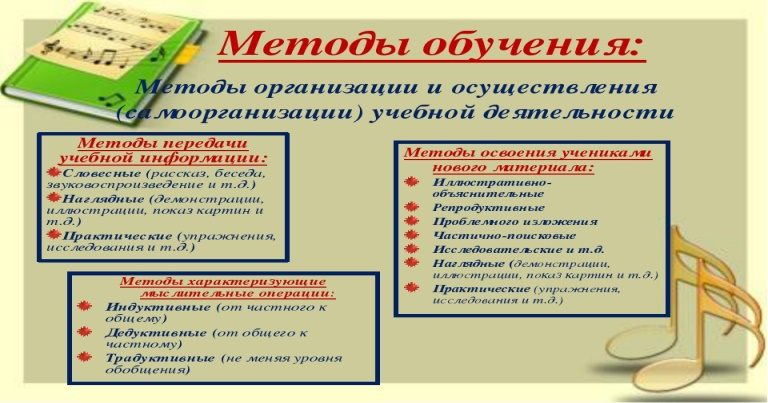 Методы обучения:
Методы организации и осуществления
(самоорганизации) учебной деятельности
Методы передачи
учебной информации:
Словесные (рассказ, беседа,
звуковоспроизведение и т.д.)
Наглядные (демонстрации,
иллюстрации, показ картин и
т.д.)
Практические (упражнения,
исследования и т.д.)
Методы освоения учениками
нового материала:
Иллюстративно-
объяснительные
Репродуктивные
Проблемного изложения
Частично-поисковые
Исследовательские и т.д.
Наглядные (демонстрации,
иллюстрации, показ картин и т.д.)
Практические (упражнения,
исследования и т.д.)
Методы характеризующие
мыслительные операции:
Индуктивные (от частного к
общему)
Дедуктивные (от общего к
частному)
Традуктивные (не меняя уровня
обобщения)